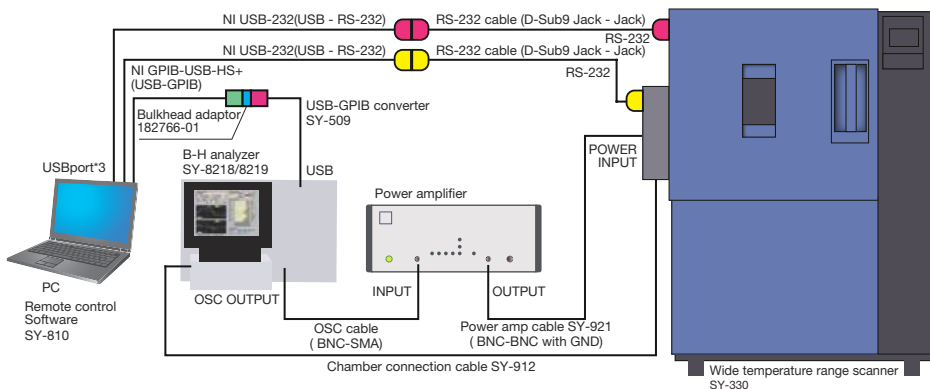 NI USB-232(USB - RS-232)
RS-232 cable (D-Sub9 Jack - Jack)
RS-232
NI USB-232(USB - RS-232)
RS-232 cable (D-Sub9 Jack - Jack)
RS-232
NI GPIB-USB-HS+
(USB-GPIB)
Bulkhead adaptor
182766-01
USB-GPIB converter
SY-509
B-H analyzer
SY-8218/8219
USB
USBport*3
POWER
INPUT
Power amplifier
INPUT
OUTPUT
PC
Remote control
Software
SY-810
OSC OUTPUT
OSC cable
( BNC-SMA)
Power amp cable SY-921
( BNC-BNC with GND)
Chamber connection cable SY-912
Wide temperature range scanner
SY-330